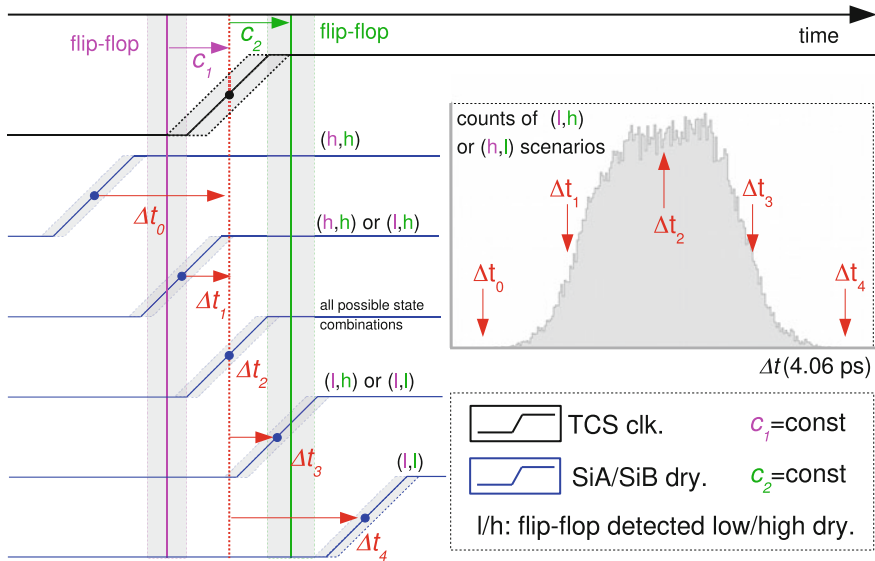 time
flip-flop
c1
c2
flip-flop
(h,h)
Δt0
(h,h) or (l,h)
Δt1
all possible state
combinations
Δt2
(l,h) or (l,l)
Δt3
(l,l)
Δt4
counts of (l,h)
or (h,l) scenarios
Δt0
Δt1
Δt2
Δt3
Δt4
Δt (4.06 ps)
TCS clk. c1=const
SiA/SiB dry. c2=const
l/h: flip-flop detected low/high dry.